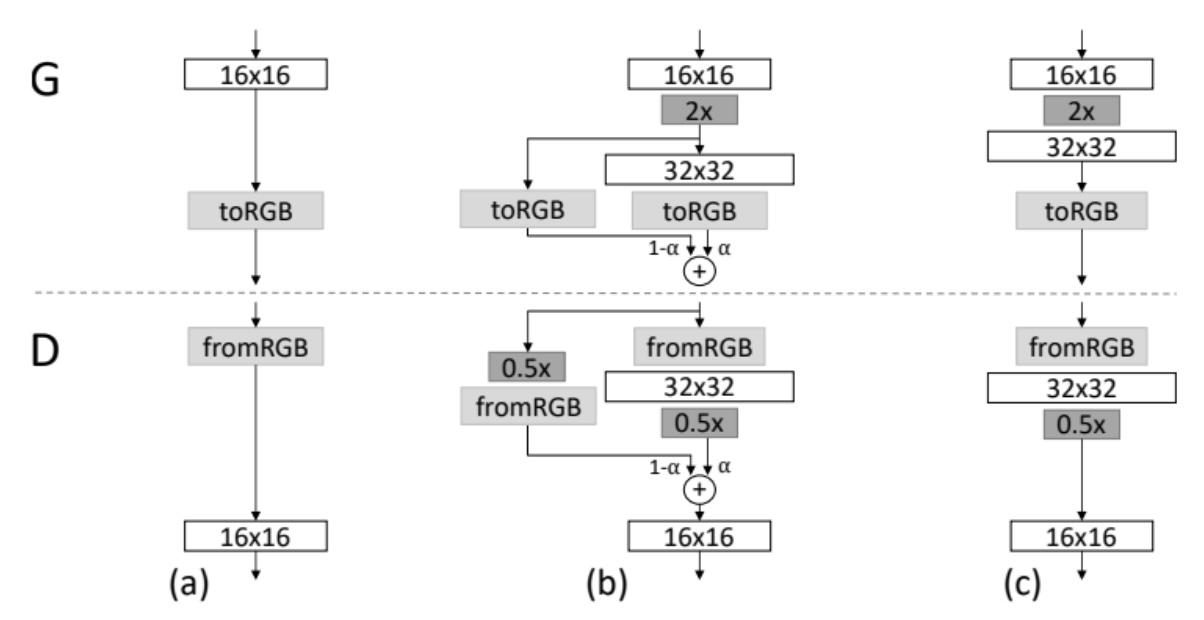 G
16x16
toRGB
16x16
2x
32x32
toRGB
toRGB
1-α
α
+
16x16
2x
32x32
toRGB
D
fromRGB
16x16
(a)
fromRGB
0.5x
32x32
fromRGB
0.5x
1-α
α
+
16x16
(b)
fromRGB
32x32
0.5x
16x16
(c)